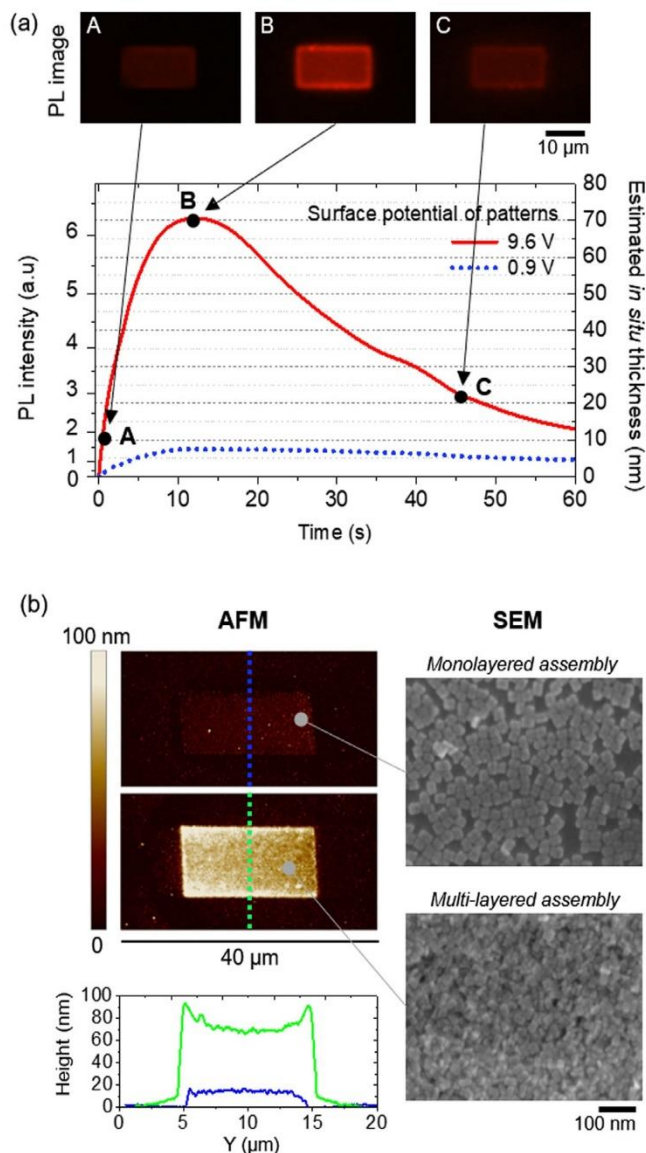 (a)
PL image
A
B
C
10 μm
PL intensity (a.u)
6
5
4
3
2
1
0
B
A
C
Surface potential of patterns
9.6 V
0.9 V
80
70
60
50
40
30
20
10
0
Estimated in situ thickness (nm)
0 10 20 30 40 50 60
Time (s)
(b)
AFM
SEM
100 nm
0
40 μm
Monolayered assembly
Multi-layered assembly
100 nm
Height (nm)
100
80
60
40
20
0
0 5 10 15 20
Y (μm)